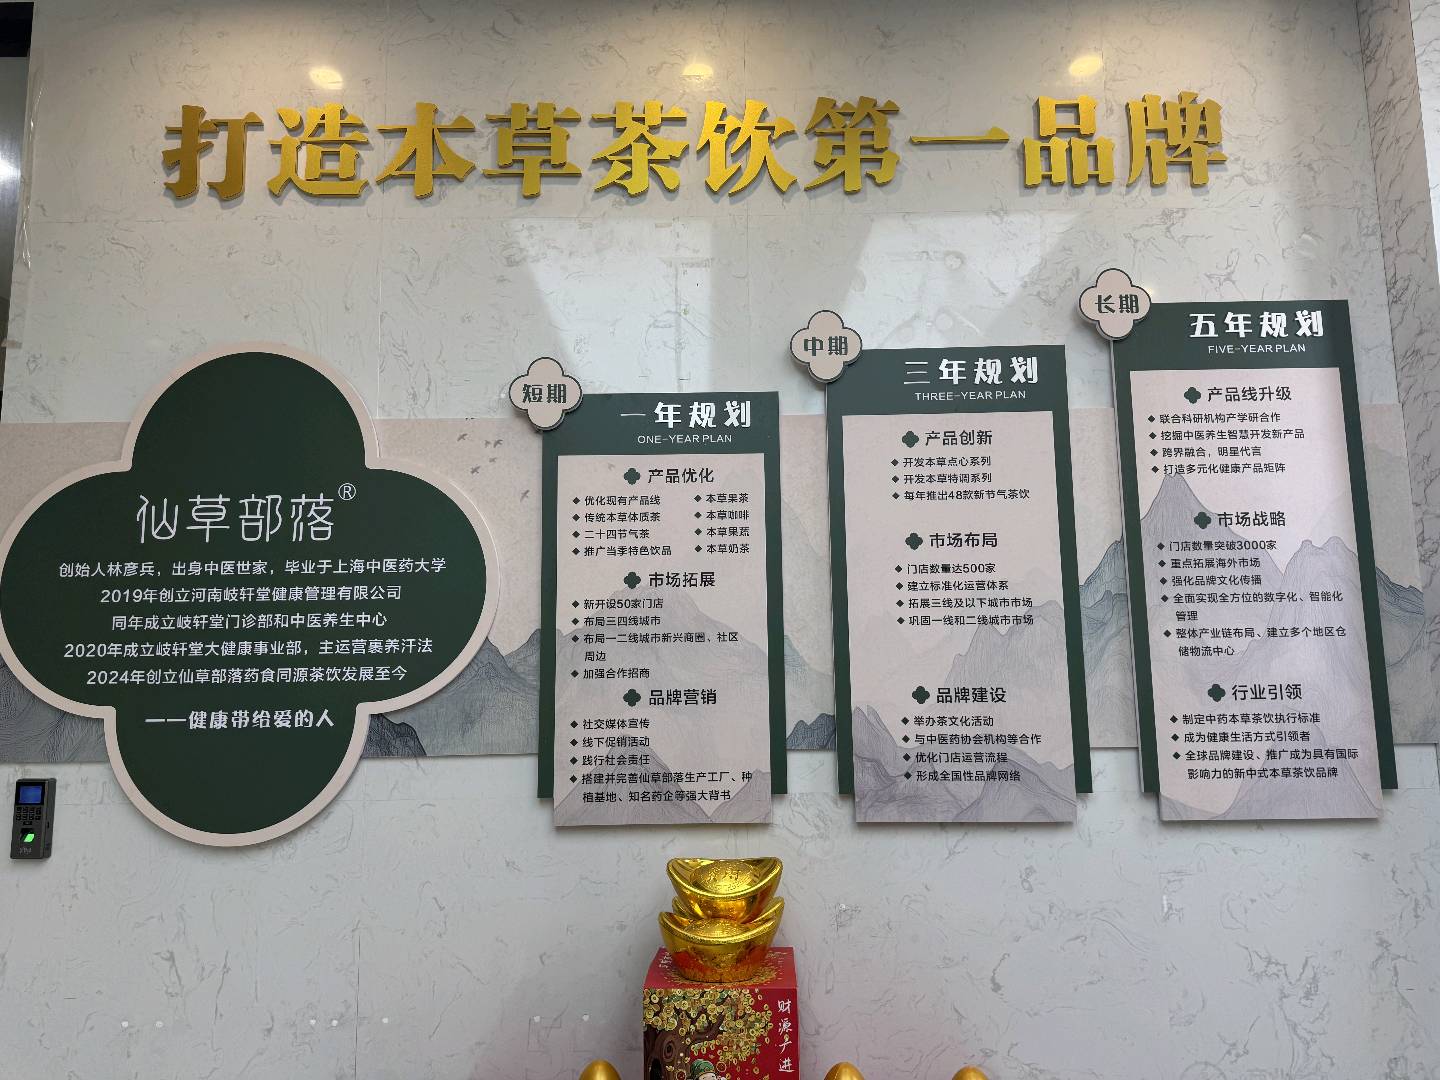 打造本草茶饮第一品牌
仙草部落®
创始人林彦兵，出身中医世家，毕业于上海中医药大学
2019年创立河南岐轩堂健康管理有限公司
同年成立岐轩堂门诊部和中医养生中心
2020年成立岐轩堂大健康事业部，主运营裹养汗法
2024年创立仙草部落药食同源茶饮发展至今
——健康带给爱的人
短期
一年规划
ONE-YEAR PLAN
产品优化
优化现有产品线
传统本草体质茶
二十四节气茶
推广当季特色饮品
本草果茶
本草咖啡
本草果蔬
本草奶茶
市场拓展
新开设50家门店
布局三四线城市
布局一二线城市新兴商圈、社区
周边
加强合作招商
品牌营销
社交媒体宣传
线下促销活动
践行社会责任
搭建并完善仙草部落生产工厂、种
植基地、知名药企等强大背书
中期
三年规划
THREE-YEAR PLAN
产品创新
开发本草点心系列
开发本草特调系列
每年推出48款新节气茶饮
市场布局
门店数量达500家
建立标准化运营体系
拓展三线及以下城市市场
巩固一线和二线城市市场
品牌建设
举办茶文化活动
与中医药协会机构等合作
优化门店运营流程
形成全国性品牌网络
长期
五年规划
FIVE-YEAR PLAN
产品线升级
联合科研机构产学研合作
挖掘中医养生智慧开发新产品
跨界融合，明星代言
打造多元化健康产品矩阵
市场战略
门店数量突破3000家
重点拓展海外市场
强化品牌文化传播
全面实现全方位的数字化、智能化
管理
整体产业链布局、建立多个地区仓
储物流中心
行业引领
制定中药本草茶饮执行标准
成为健康生活方式引领者
全球品牌建设、推广成为具有国际
影响力的新中式本草茶饮品牌
财源广进